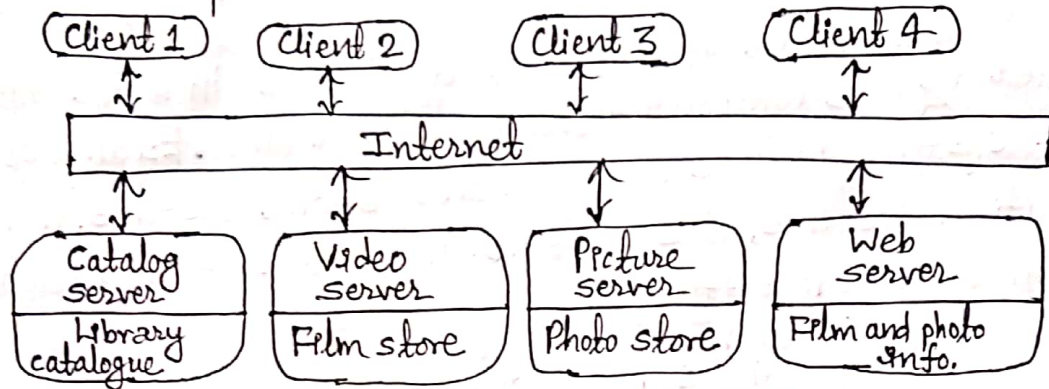 Client 1
Client 2
Client 3
Client 4
Internet
Catalog
server
Library
catalogue
Video
server
Film store
Picture
server
Photo store
Web
server
Film and photo
info.